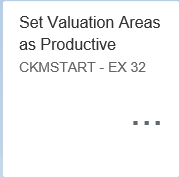 Set Valuation Areas
as Productive
CKMSTART - EX 32
...